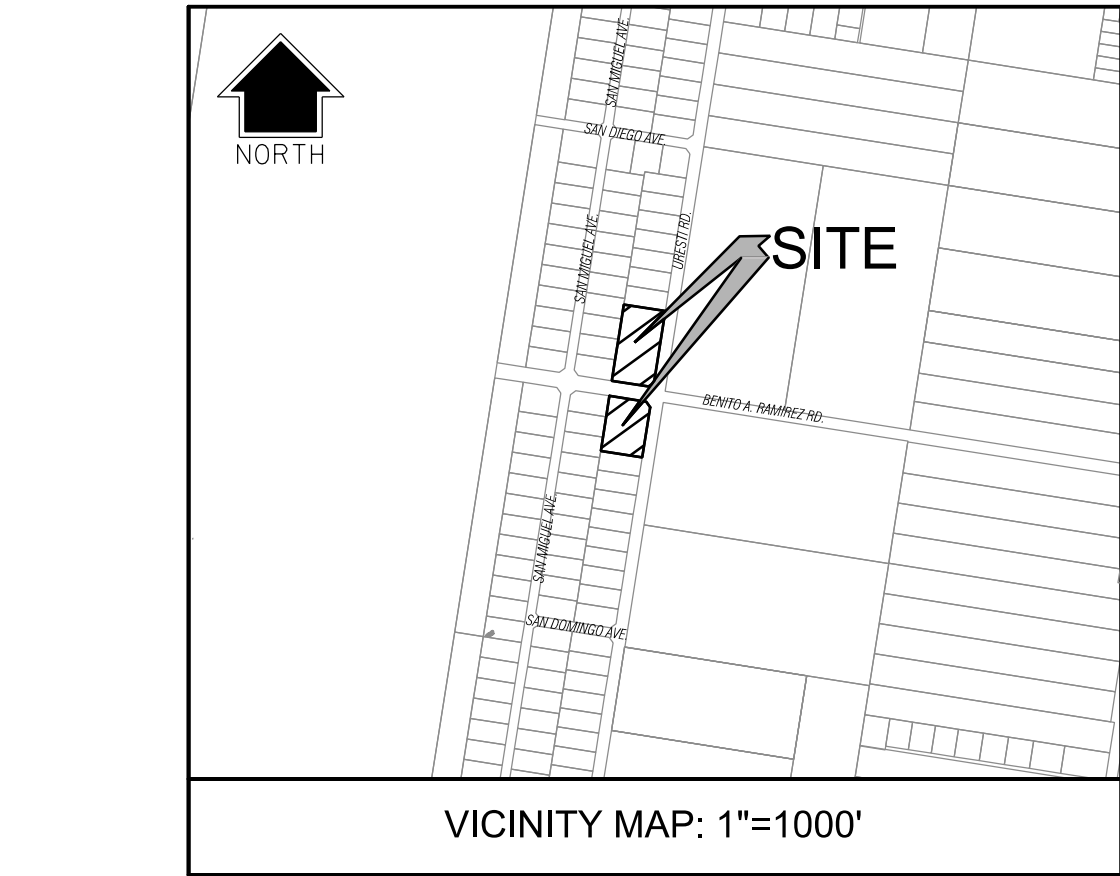 SAN MIGUEL AVE.
SAN DIEGO AVE.
NORTH
URESTI RD.
SITE
SAN MIGUEL AVE.
BENITO A. RAMIREZ RD.
SAN MIGUEL AVE.
SAN DOMINGO AVE.
VICINITY MAP: 1"=1000'